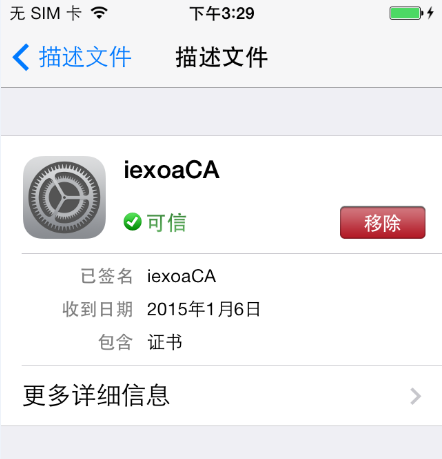 无 SIM 卡 下午3:29
描述文件 描述文件
iexoaCA
可信 移除
已签名 iexoaCA
收到日期 2015年1月6日
包含 证书
更多详细信息